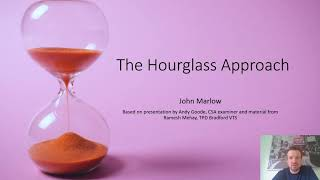 The Hourglass Approach
John Marlow
Based on presentation by Andy Goode, CSA examiner and material from
Ramesh Mehay, TPD Bradford VTS